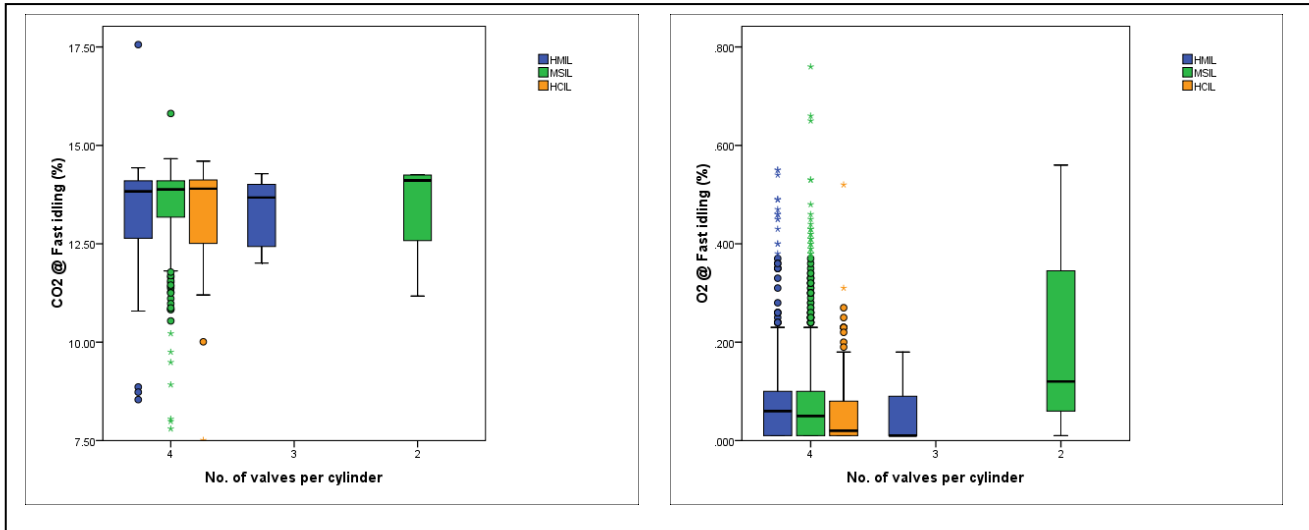 17.50
15.00
12.50
10.00
7.50
CO2 @ Fast idling (%)
4
3
2
No. of valves per cylinder
HMIL
MSIL
HCIL
.800
.600
.400
.200
.000
O2 @ Fast idling (%)
4
3
2
No. of valves per cylinder
HMIL
MSIL
HCIL